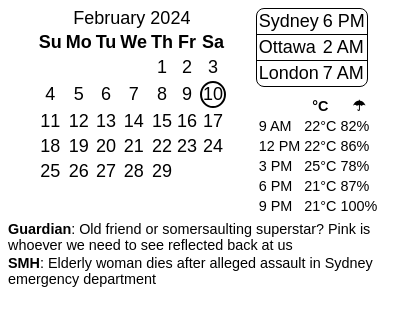 February 2024
Su Mo Tu We Th Fr Sa
1 2 3
4 5 6 7 8 9 10
11 12 13 14 15 16 17
18 19 20 21 22 23 24
25 26 27 28 29
Sydney 6 PM
Ottawa 2 AM
London 7 AM
°C ☂
9 AM 22°C 82%
12 PM 22°C 86%
3 PM 25°C 78%
6 PM 21°C 87%
9 PM 21°C 100%
Guardian: Old friend or somersaulting superstar? Pink is
whoever we need to see reflected back at us
SMH: Elderly woman dies after alleged assault in Sydney
emergency department